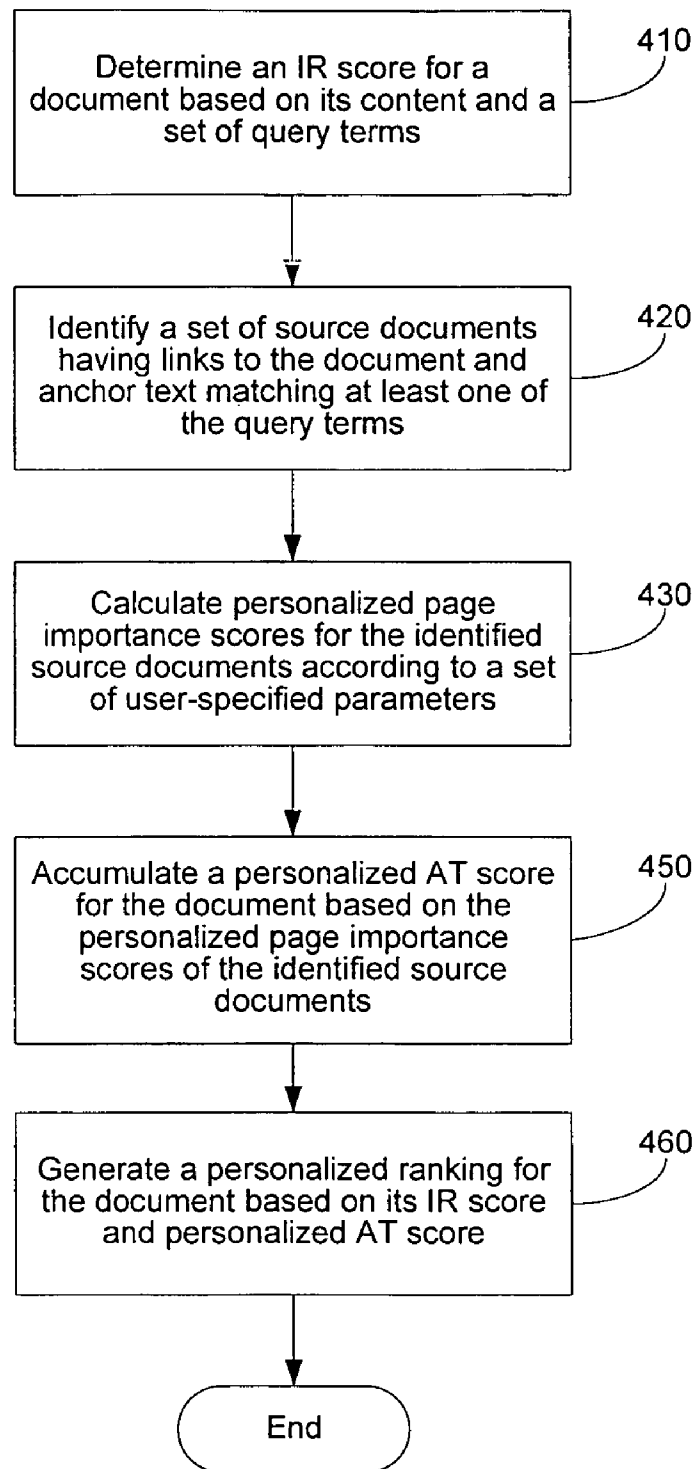 410
Determine an IR score for a
document based on its content and a
set of query terms
420
Identify a set of source documents
having links to the document and
anchor text matching at least one of
the query terms
430
Calculate personalized page
importance scores for the identified
source documents according to a set
of user-specified parameters
450
Accumulate a personalized AT score
for the document based on the
personalized page importance
scores of the identified source
documents
460
Generate a personalized ranking for
the document based on its IR score
and personalized AT score
End